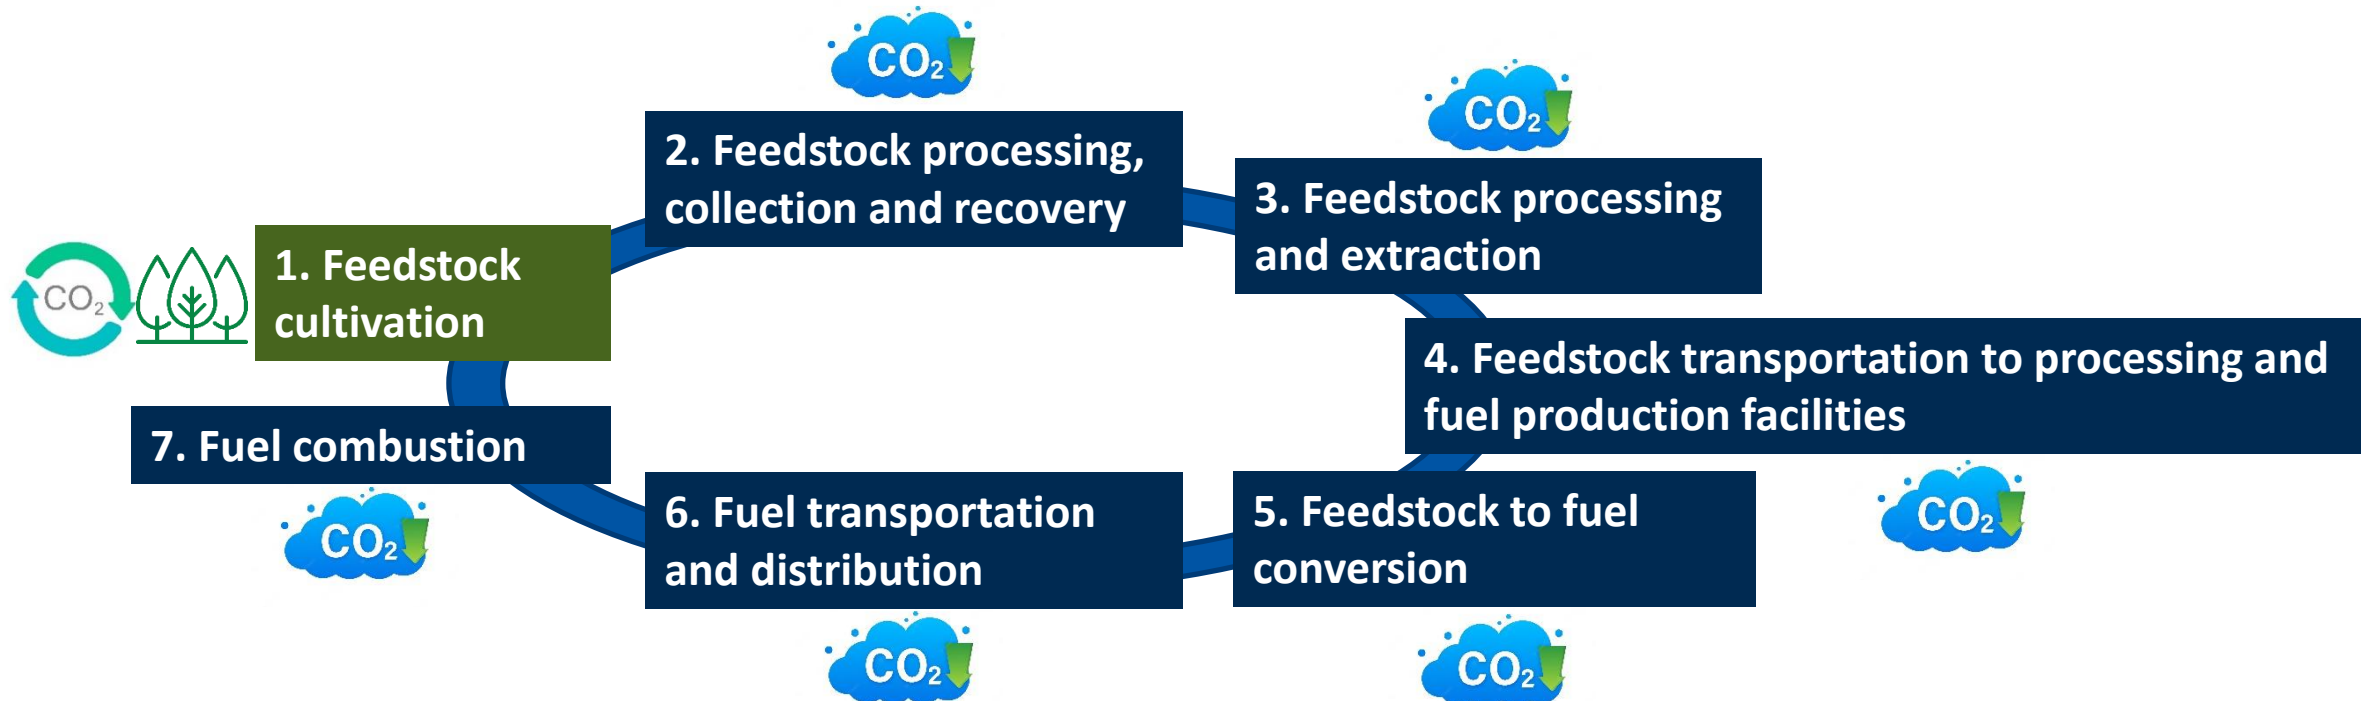 CO₂
1. Feedstock
cultivation
CO₂
2. Feedstock processing,
collection and recovery
CO₂
3. Feedstock processing
and extraction
4. Feedstock transportation to processing and
fuel production facilities
CO₂
5. Feedstock to fuel
conversion
CO₂
6. Fuel transportation
and distribution
CO₂
7. Fuel combustion
CO₂